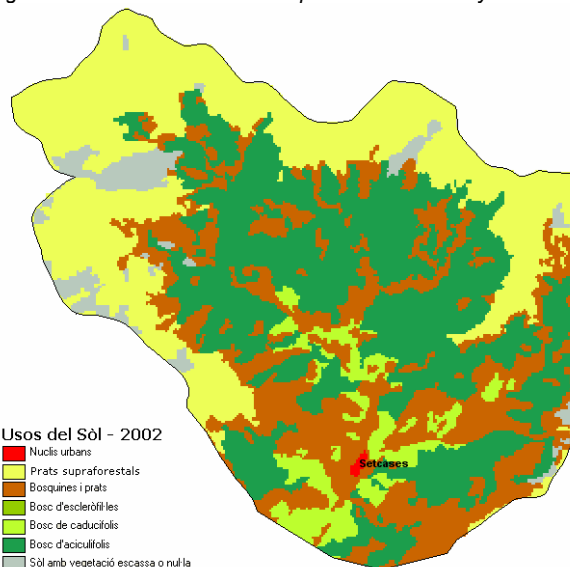 Usos del Sòl - 2002
Nuclis urbans
Prats supraforestals
Bosquines i prats
Bosc d'escleròfil·les
Bosc de caducifolis
Bosc d'aciculifolis
Sòl amb vegetació escassa o nul·la
Setcases